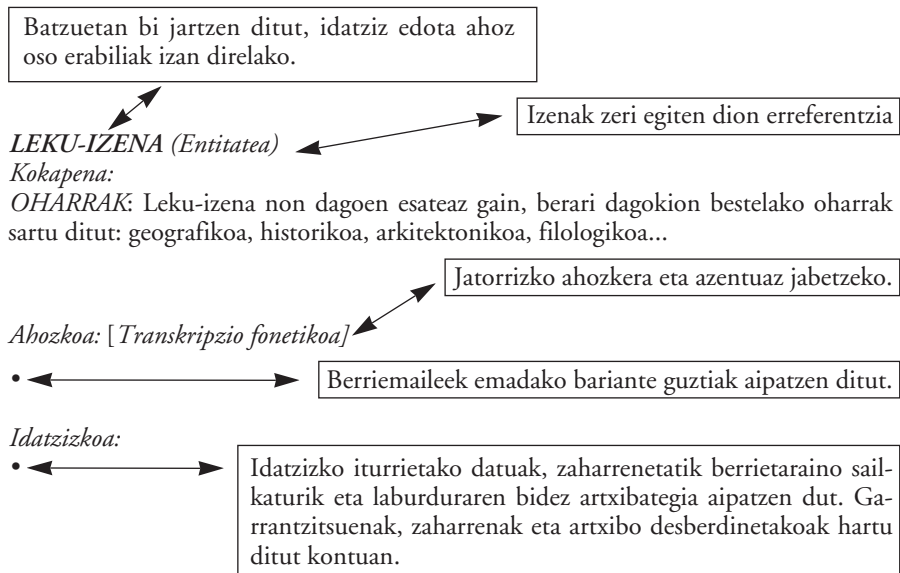 Batzuetan bi jartzen ditut, idatziz edota ahoz
oso erabiliak izan direlako.
Izenak zeri egiten dion erreferentzia
LEKU-IZENA (Entitatea)
Kokapena:
OHARRAK: Leku-izena non dagoen esateaz gain, berari dagokion bestelako oharrak
sartu ditut: geografikoa, historikoa, arkitektonikoa, filologikoa...
Jatorrizko ahozkera eta azentuaz jabetzeko.
Ahozkoa: [Transkripzio fonetikoa]
• Berriemaileek emadako bariante guztiak aipatzen ditut.
Idatzizkoa:
• Idatzizko iturrietako datuak, zaharrenetatik berrietaraino sail-
katurik eta laburduraren bidez artxibategia aipatzen dut. Ga-
rrantzitsuenak, zaharrenak eta artxibo desberdinetakoak hartu
ditut kontuan.